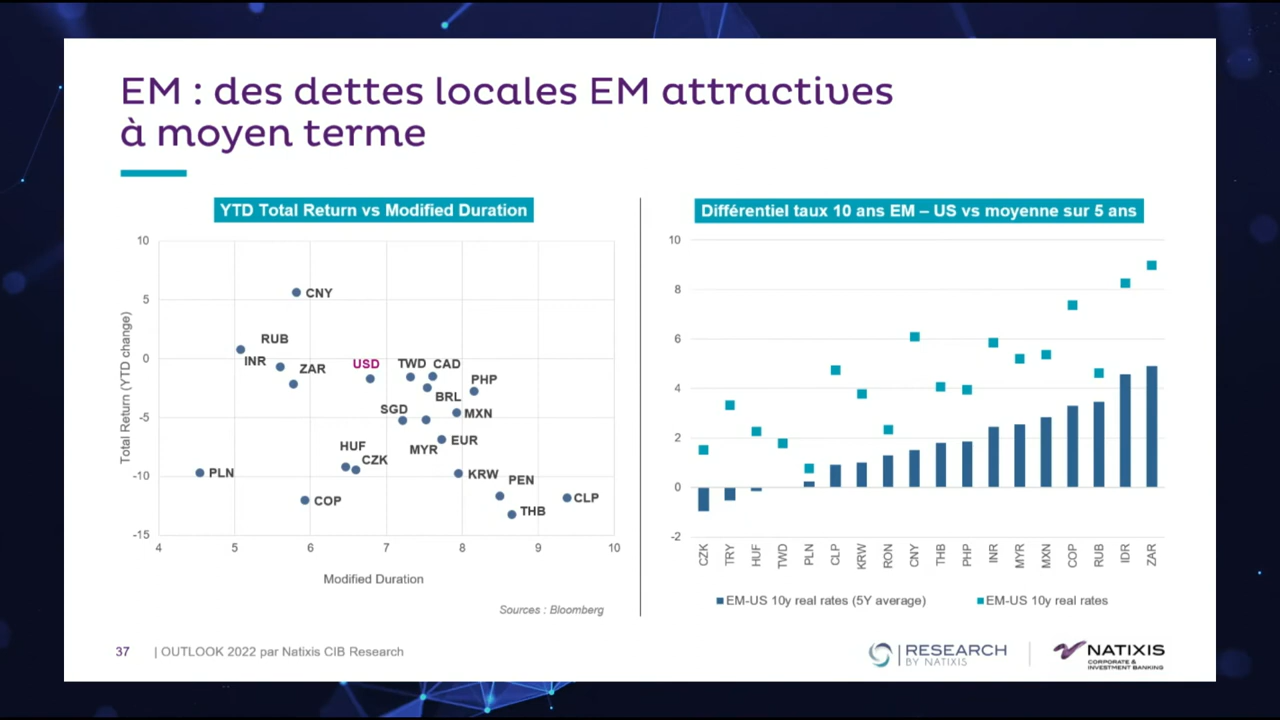 EM : des dettes locales EM attractives
à moyen terme
YTD Total Return vs Modified Duration
Total Return (YTD change)
10
5
0
-5
-10
-15
CNY
RUB
INR
ZAR
USD
TWD
CAD
PHP
BRL
SGD
MXN
MYR
EUR
HUF
CZK
PLN
KRW
PEN
COP
CLP
THB
4
5
6
7
8
9
10
Modified Duration
Sources : Bloomberg
Différentiel taux 10 ans EM – US vs moyenne sur 5 ans
10
8
6
4
2
0
-2
CZK
TRY
HUF
TWD
PLN
CLP
KRW
RON
CNY
THB
PHP
INR
MYR
MXN
COP
RUB
IDR
ZAR
EM-US 10y real rates (5Y average)
EM-US 10y real rates
37 | OUTLOOK 2022 par Natixis CIB Research
RESEARCH
BY NATIXIS
NATIXIS
CORPORATE &
INVESTMENT BANKING